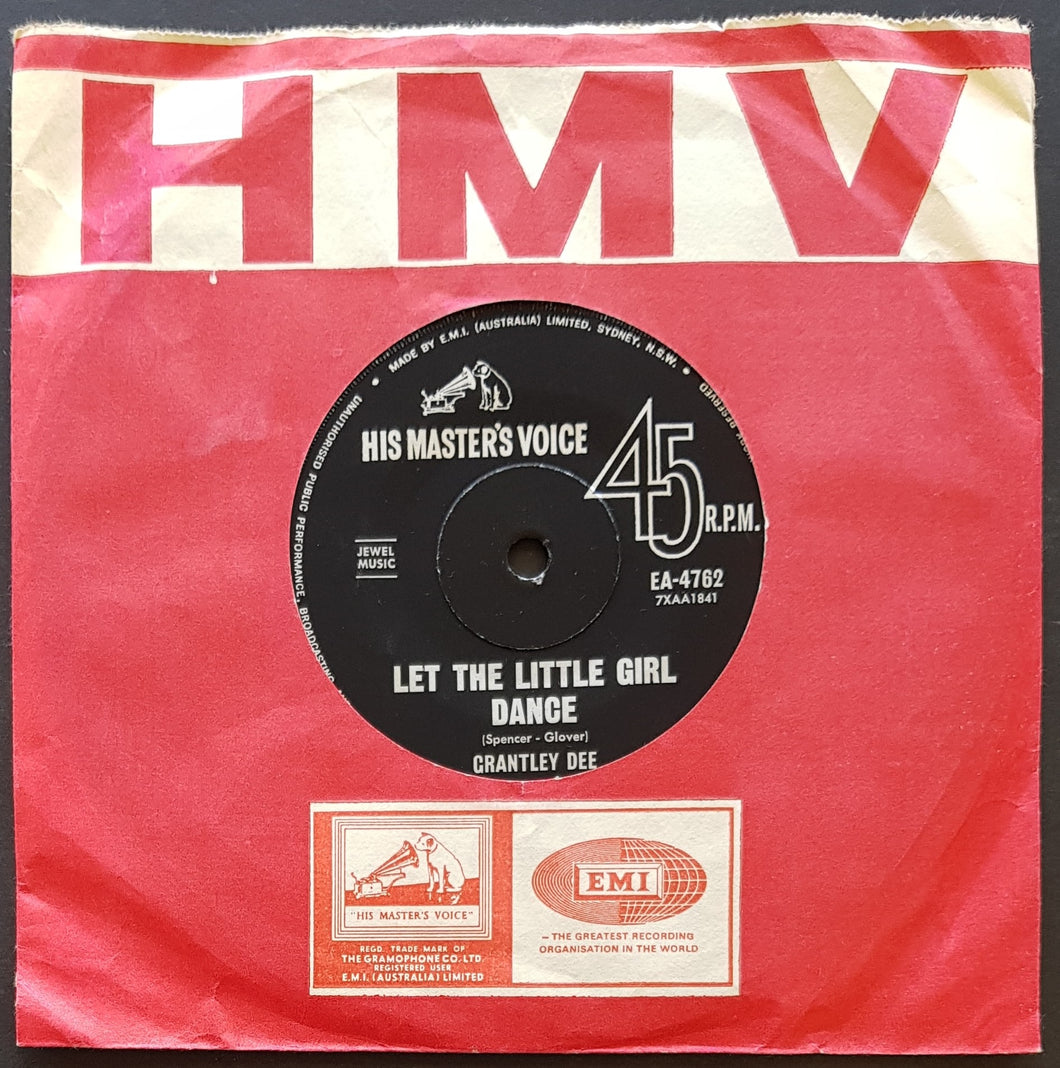 HMV
UNAUTHORISED PUBLIC PERFORMANCE, BROADCASTING
• MADE BY E.M.I. (AUSTRALIA) LIMITED, SYDNEY, N.S.W. •
RESERVED
HIS MASTER'S VOICE
45 R.P.M.
JEWEL
MUSIC
EA-4762
7XAA1841
LET THE LITTLE GIRL
DANCE
(Spencer - Glover)
GRANTLEY DEE
"HIS MASTER'S VOICE"
REGD. TRADE MARK OF
THE GRAMOPHONE CO. LTD.
REGISTERED USER
E.M.I. (AUSTRALIA) LIMITED
EMI
—THE GREATEST RECORDING
ORGANISATION IN THE WORLD